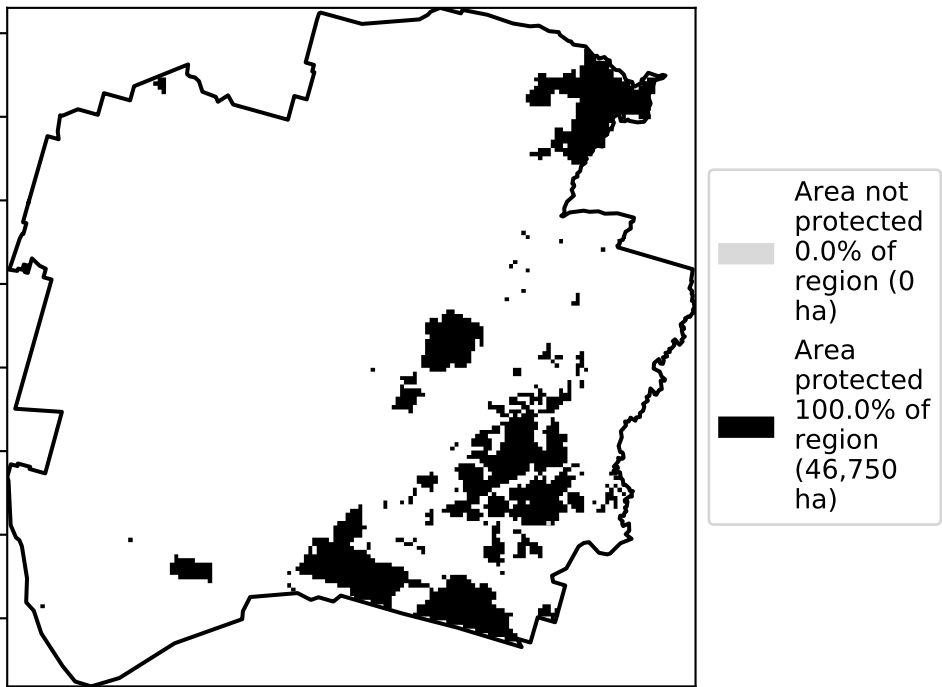 Area not
protected
0.0% of
region (0
ha)
Area
protected
100.0% of
region
(46,750
ha)